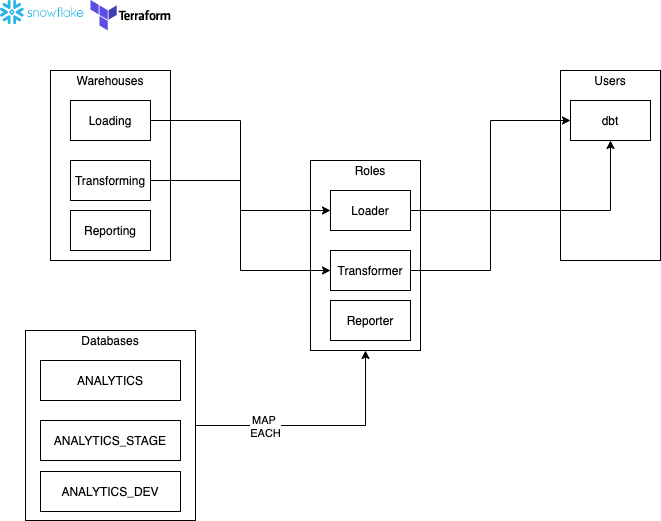 snowflake
Terraform
Warehouses
Loading
Transforming
Reporting
Users
dbt
Roles
Loader
Transformer
Reporter
Databases
ANALYTICS
ANALYTICS_STAGE
ANALYTICS_DEV
MAP
EACH